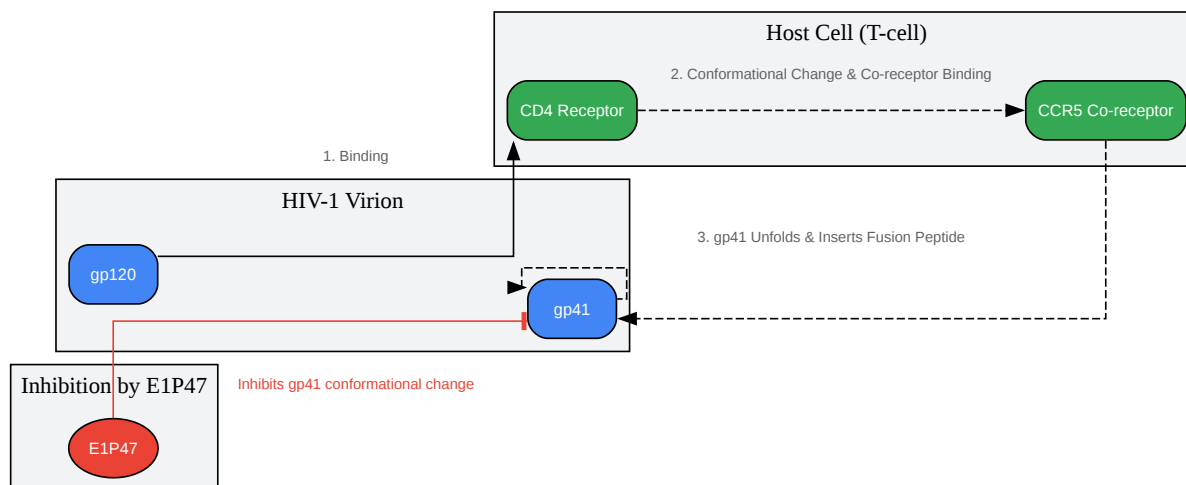 Host Cell (T-cell)
2. Conformational Change & Co-receptor Binding
CD4 Receptor
CCR5 Co-receptor
1. Binding
HIV-1 Virion
3. gp41 Unfolds & Inserts Fusion Peptide
gp120
gp41
Inhibition by E1P47
Inhibits gp41 conformational change
E1P47